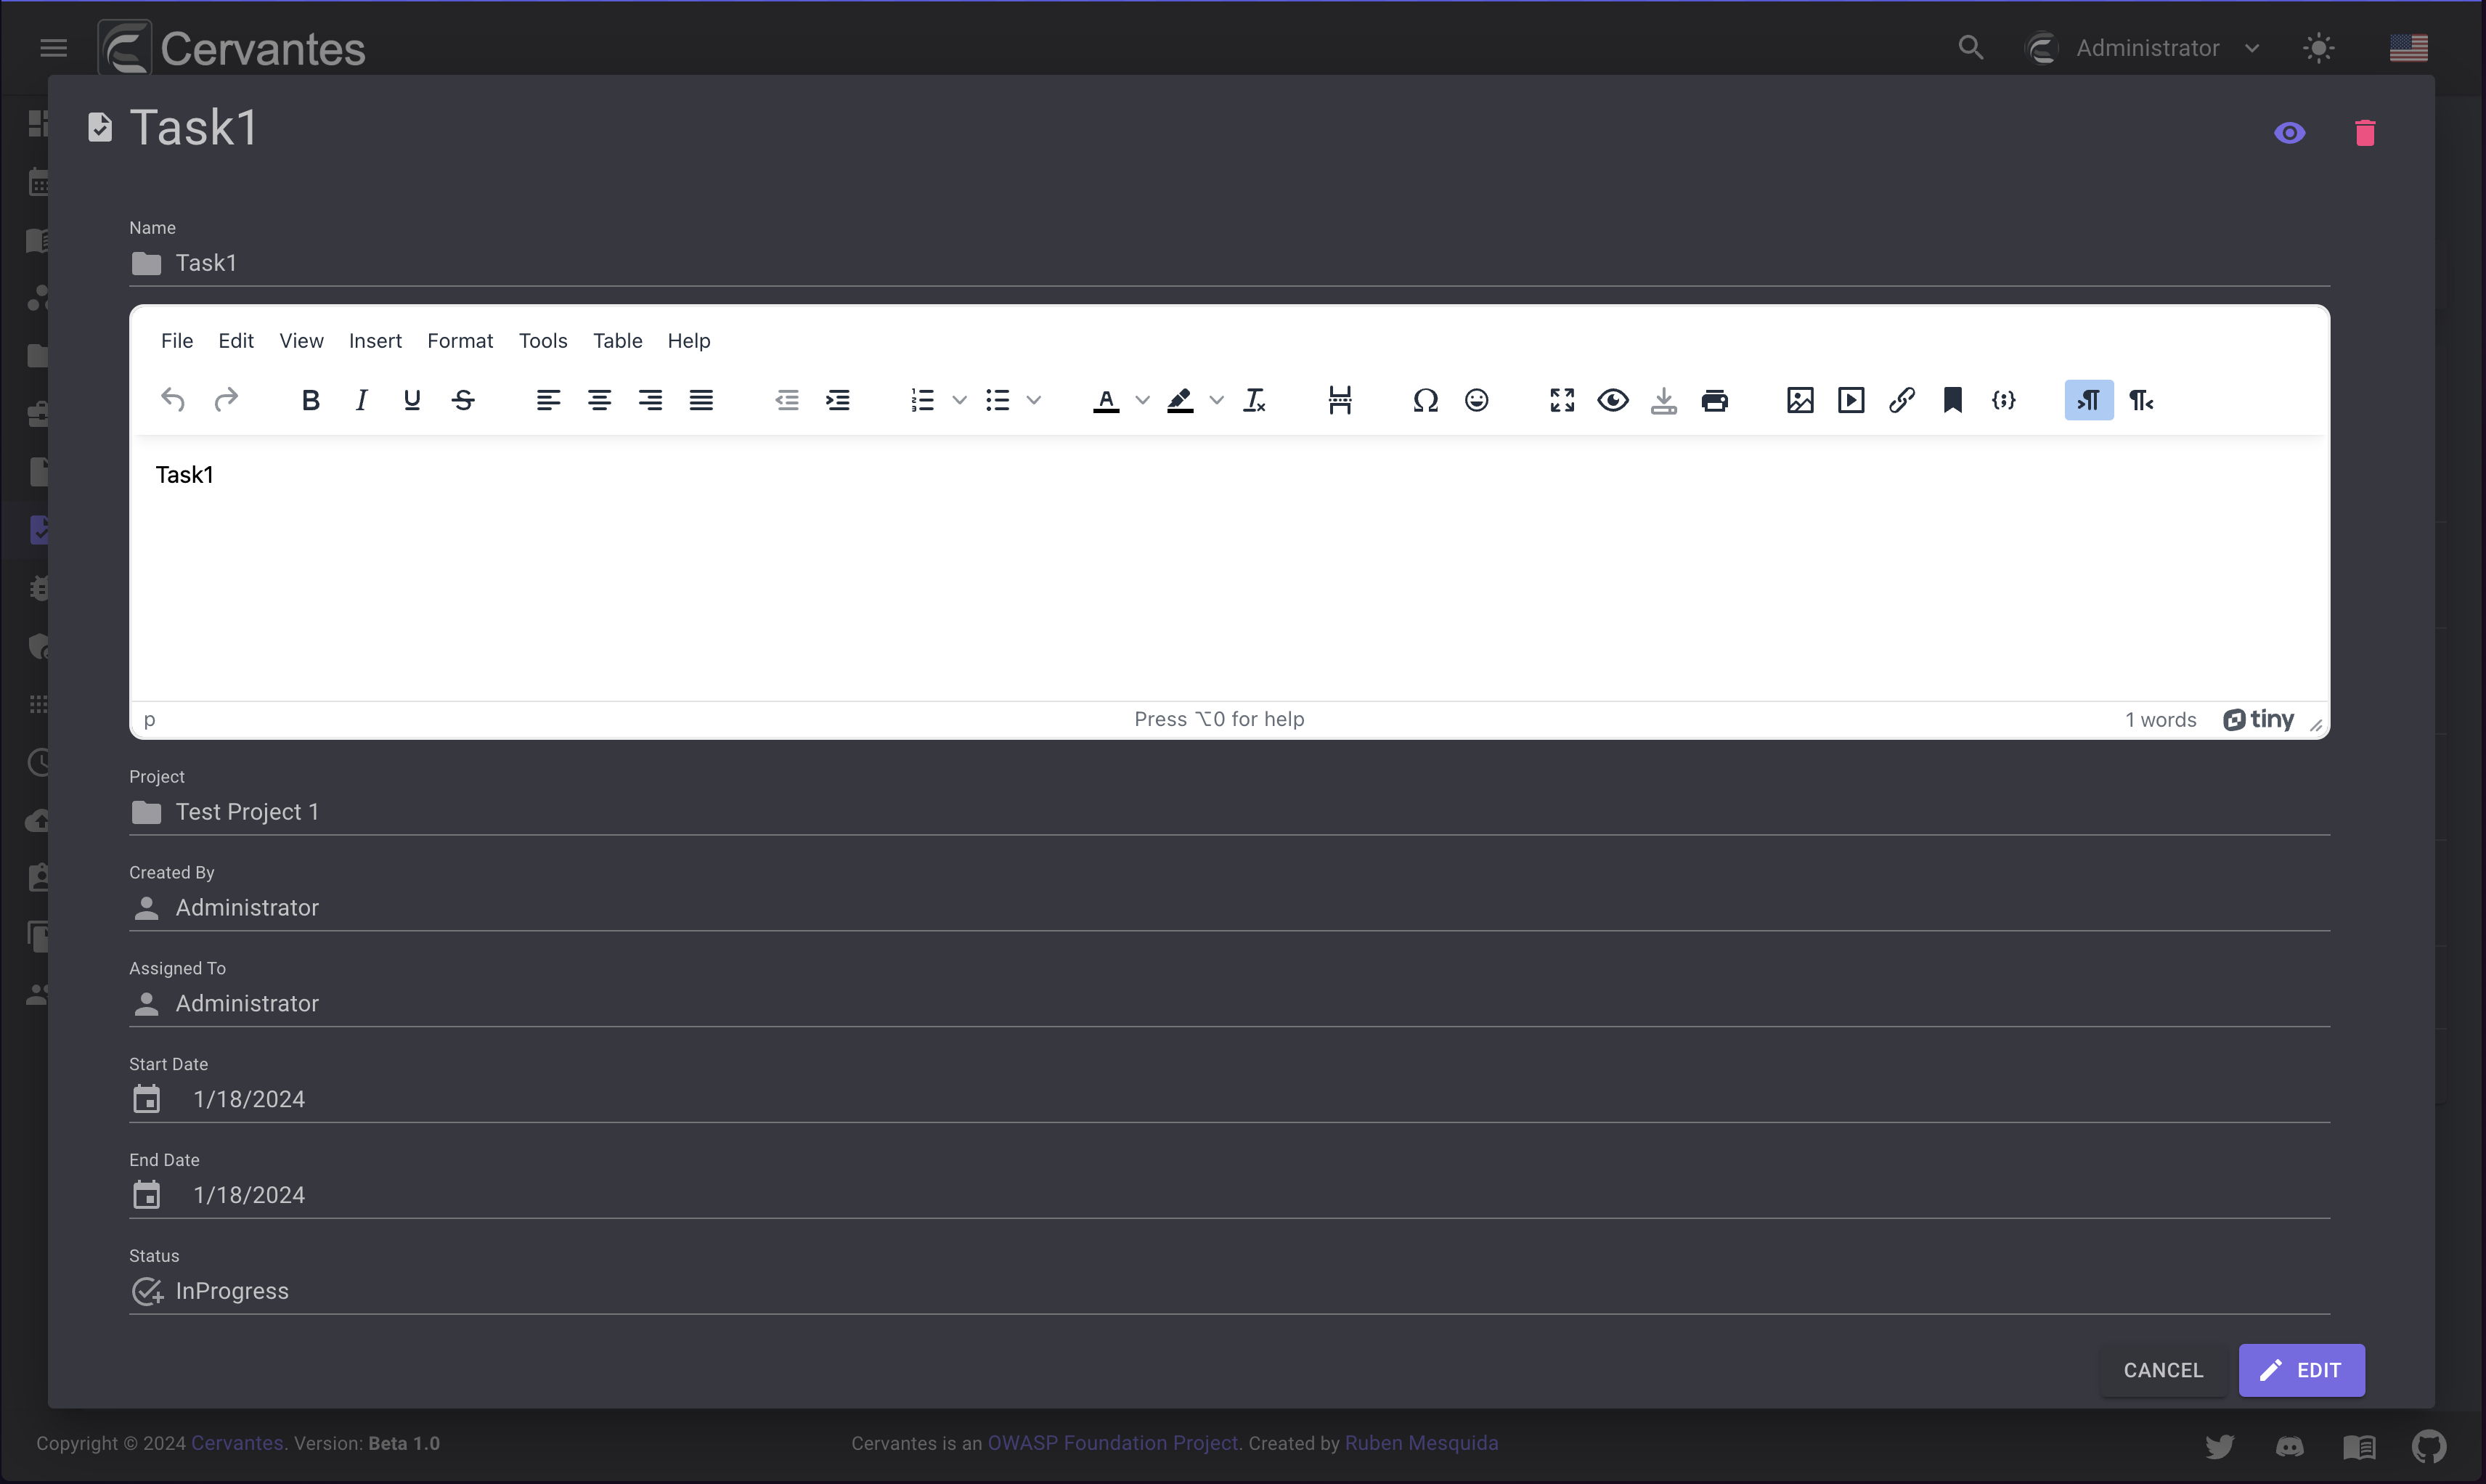 Cervantes
Administrator
Task1
Name
Task1
File Edit View Insert Format Tools Table Help
Task1
p
Press ⌥0 for help
1 words
tiny
Project
Test Project 1
Created By
Administrator
Assigned To
Administrator
Start Date
1/18/2024
End Date
1/18/2024
Status
InProgress
CANCEL
EDIT
Copyright © 2024 Cervantes. Version: Beta 1.0
Cervantes is an OWASP Foundation Project. Created by Ruben Mesquida